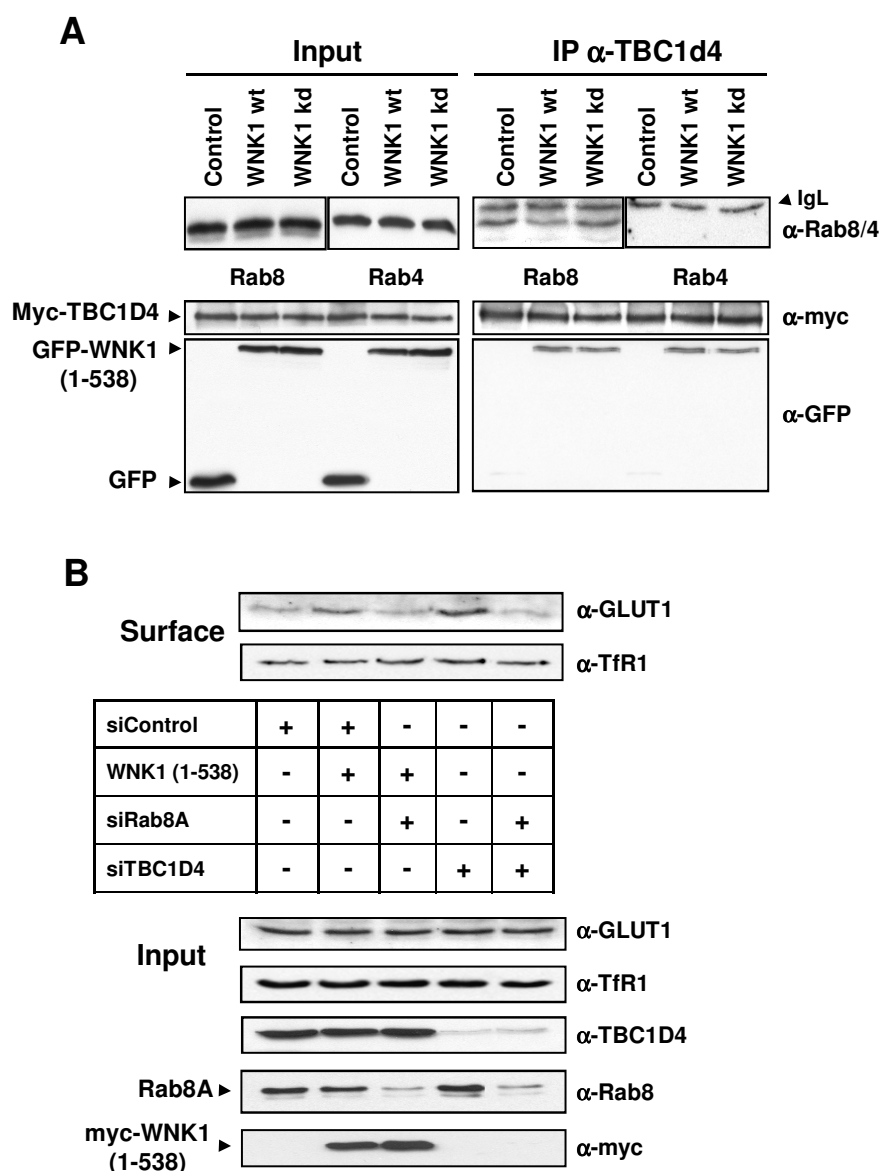 A
Input IP α-TBC1d4
Control WNK1 wt WNK1 kd Control WNK1 wt WNK1 kd Control WNK1 wt WNK1 kd Control WNK1 wt WNK1 kd
IgL
α-Rab8/4
Rab8 Rab4 Rab8 Rab4
Myc-TBC1D4 α-myc
GFP-WNK1
(1-538)
α-GFP
GFP
B
Surface
α-GLUT1
α-TfR1
siControl + + - - -
WNK1 (1-538) - + + - -
siRab8A - - + - +
siTBC1D4 - - - + +
Input
α-GLUT1
α-TfR1
α-TBC1D4
Rab8A α-Rab8
myc-WNK1
(1-538)
α-myc